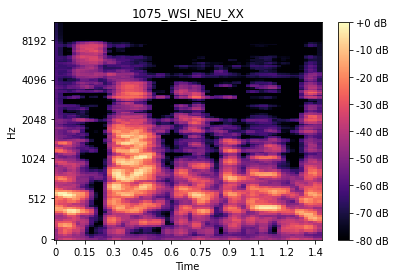 1075_WSI_NEU_XX
+0 dB
8192
-10 dB
4096
-20 dB
-30 dB
2048
-40 dB
Hz
1024
-50 dB
512
-60 dB
-70 dB
0
-80 dB
0 0.15 0.3 0.45 0.6 0.75 0.9 1.1 1.2 1.4
Time